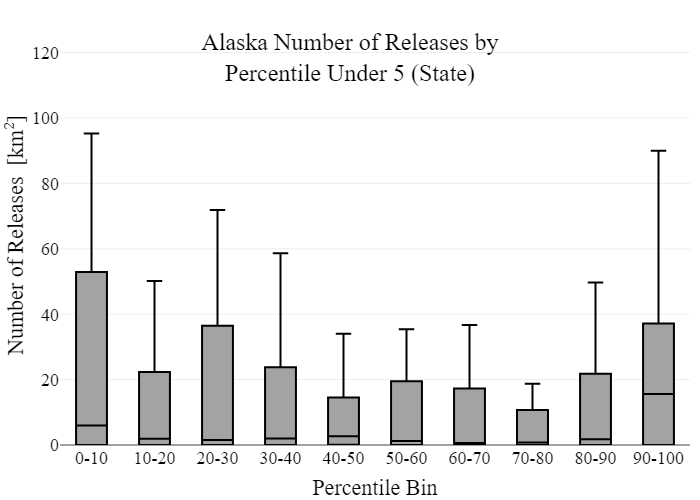 Alaska Number of Releases by
Percentile Under 5 (State)
Number of Releases [km²]
120
100
80
60
40
20
0
0-10 10-20 20-30 30-40 40-50 50-60 60-70 70-80 80-90 90-100
Percentile Bin